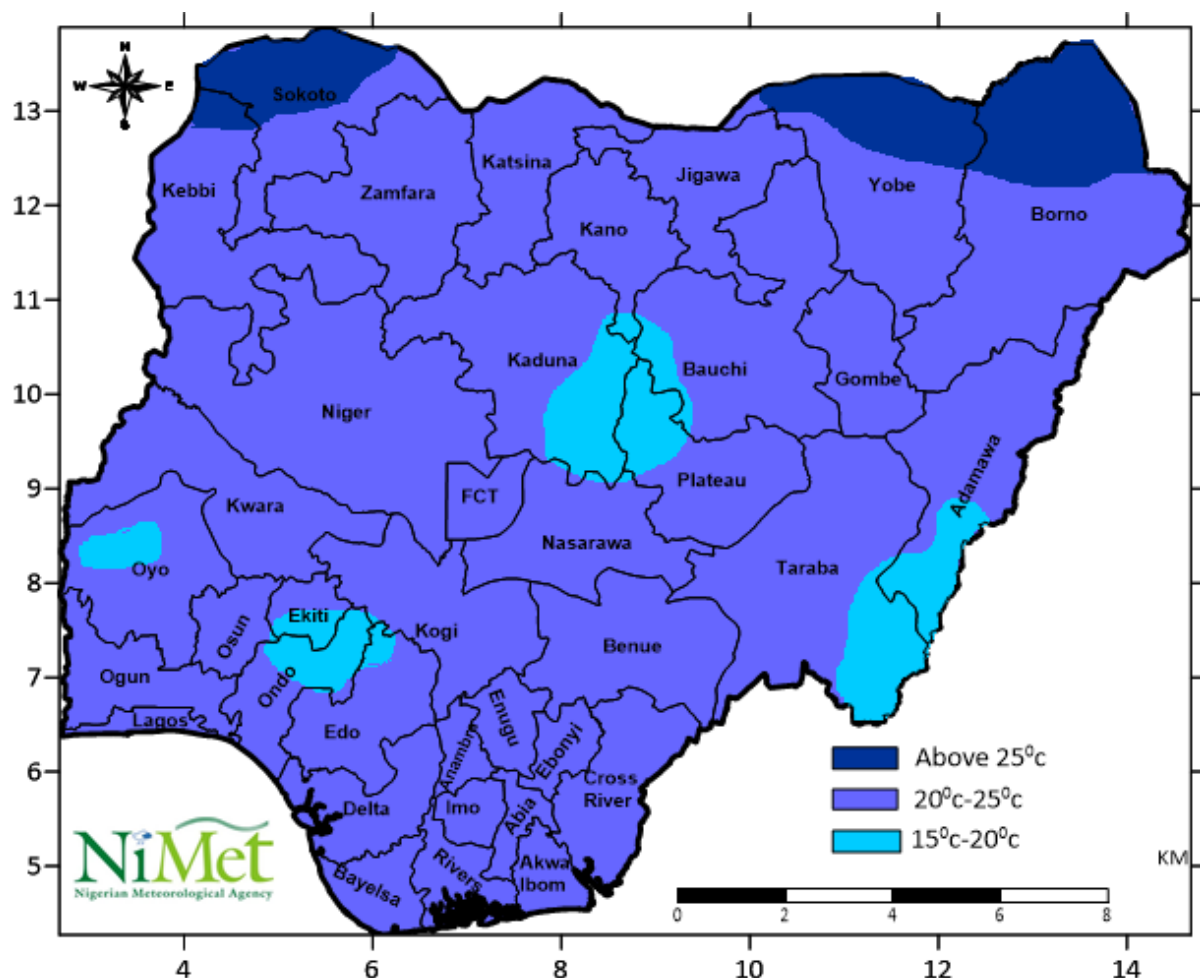 N
W E
S
13
12
11
10
9
8
7
6
5
Sokoto
Kebbi
Zamfara
Katsina
Kano
Jigawa
Yobe
Borno
Niger
Kaduna
Bauchi
Gombe
Adamawa
Kwara
FCT
Plateau
Nasarawa
Taraba
Oyo
Osun
Ekiti
Kogi
Benue
Ogun
Ondo
Lagos
Edo
Enugu
Anambra
Ebonyi
Cross
River
Delta
Imo
Abia
Bayelsa
Rivers
Akwa
Ibom
Above 25⁰c
20⁰c-25⁰c
15⁰c-20⁰c
KM
0 2 4 6 8
NiMet
Nigerian Meteorological Agency
4 6 8 10 12 14